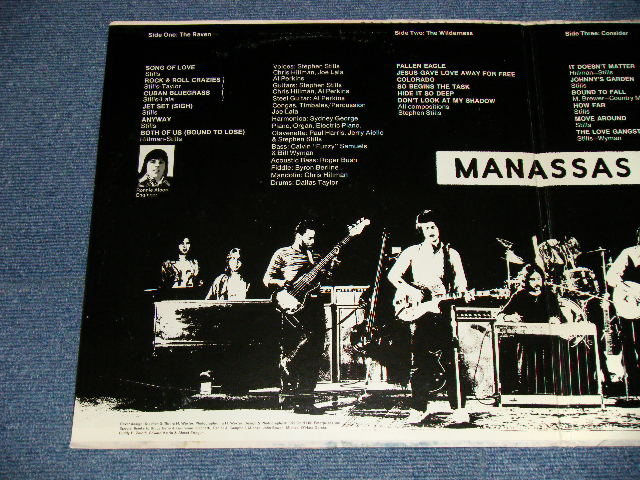 Side One: The Raven
SONG OF LOVE
Stills
ROCK & ROLL CRAZIES
Stills-Taylor
CUBAN BLUEGRASS
Stills-Lala
JET SET (SIGH)
Stills
ANYWAY
Stills
BOTH OF US (BOUND TO LOSE)
Hillman-Stills
Ronnie Albert
Engineer
Voices: Stephen Stills
Chris Hillman, Joe Lala
Al Perkins
Guitars: Stephen Stills
Chris Hillman, Al Perkins
Steel Guitar: Al Perkins
Congas, Timbales, Percussion
Joe Lala
Harmonica: Sydney George
Piano, Organ, Electric Piano,
Clavenette: Paul Harris, Jerry Aiello
& Stephen Stills
Bass: Calvin "Fuzzy" Samuels
& Bill Wyman
Acoustic Bass: Roger Bush
Fiddle: Byron Berline
Mandolin: Chris Hillman
Drums: Dallas Taylor
Side Two: The Wilderness
FALLEN EAGLE
JESUS GAVE LOVE AWAY FOR FREE
COLORADO
SO BEGINS THE TASK
HIDE IT SO DEEP
DON'T LOOK AT MY SHADOW
All compositions
Stephen Stills
Side Three: Consider
IT DOESN'T MATTER
Hillman-Stills
JOHNNY'S GARDEN
Stills
BOUND TO FALL
M. Brewer-Country M
HOW FAR
Stills
MOVE AROUND
Stills
THE LOVE GANGST
Stills-Wyman
MANASSAS